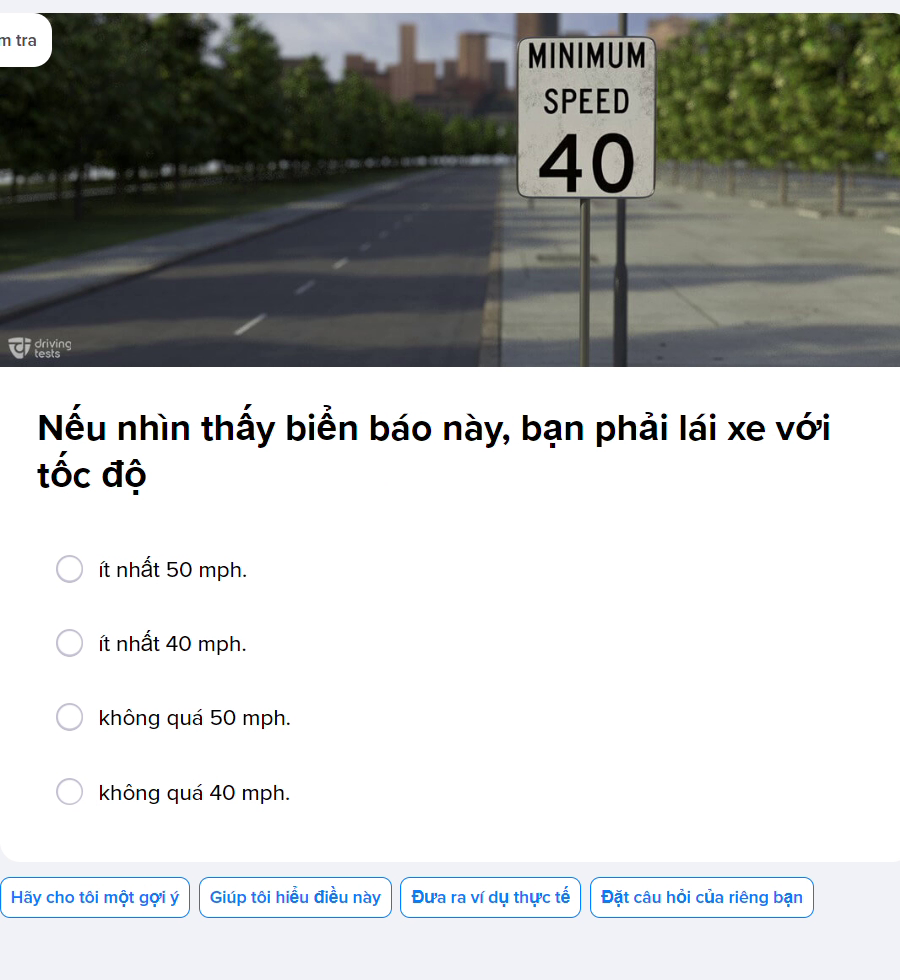 m tra
MINIMUM
SPEED
40
driving
tests
Nếu nhìn thấy biển báo này, bạn phải lái xe với
tốc độ
ít nhất 50 mph.
ít nhất 40 mph.
không quá 50 mph.
không quá 40 mph.
Hãy cho tôi một gợi ý
Giúp tôi hiểu điều này
Đưa ra ví dụ thực tế
Đặt câu hỏi của riêng bạn